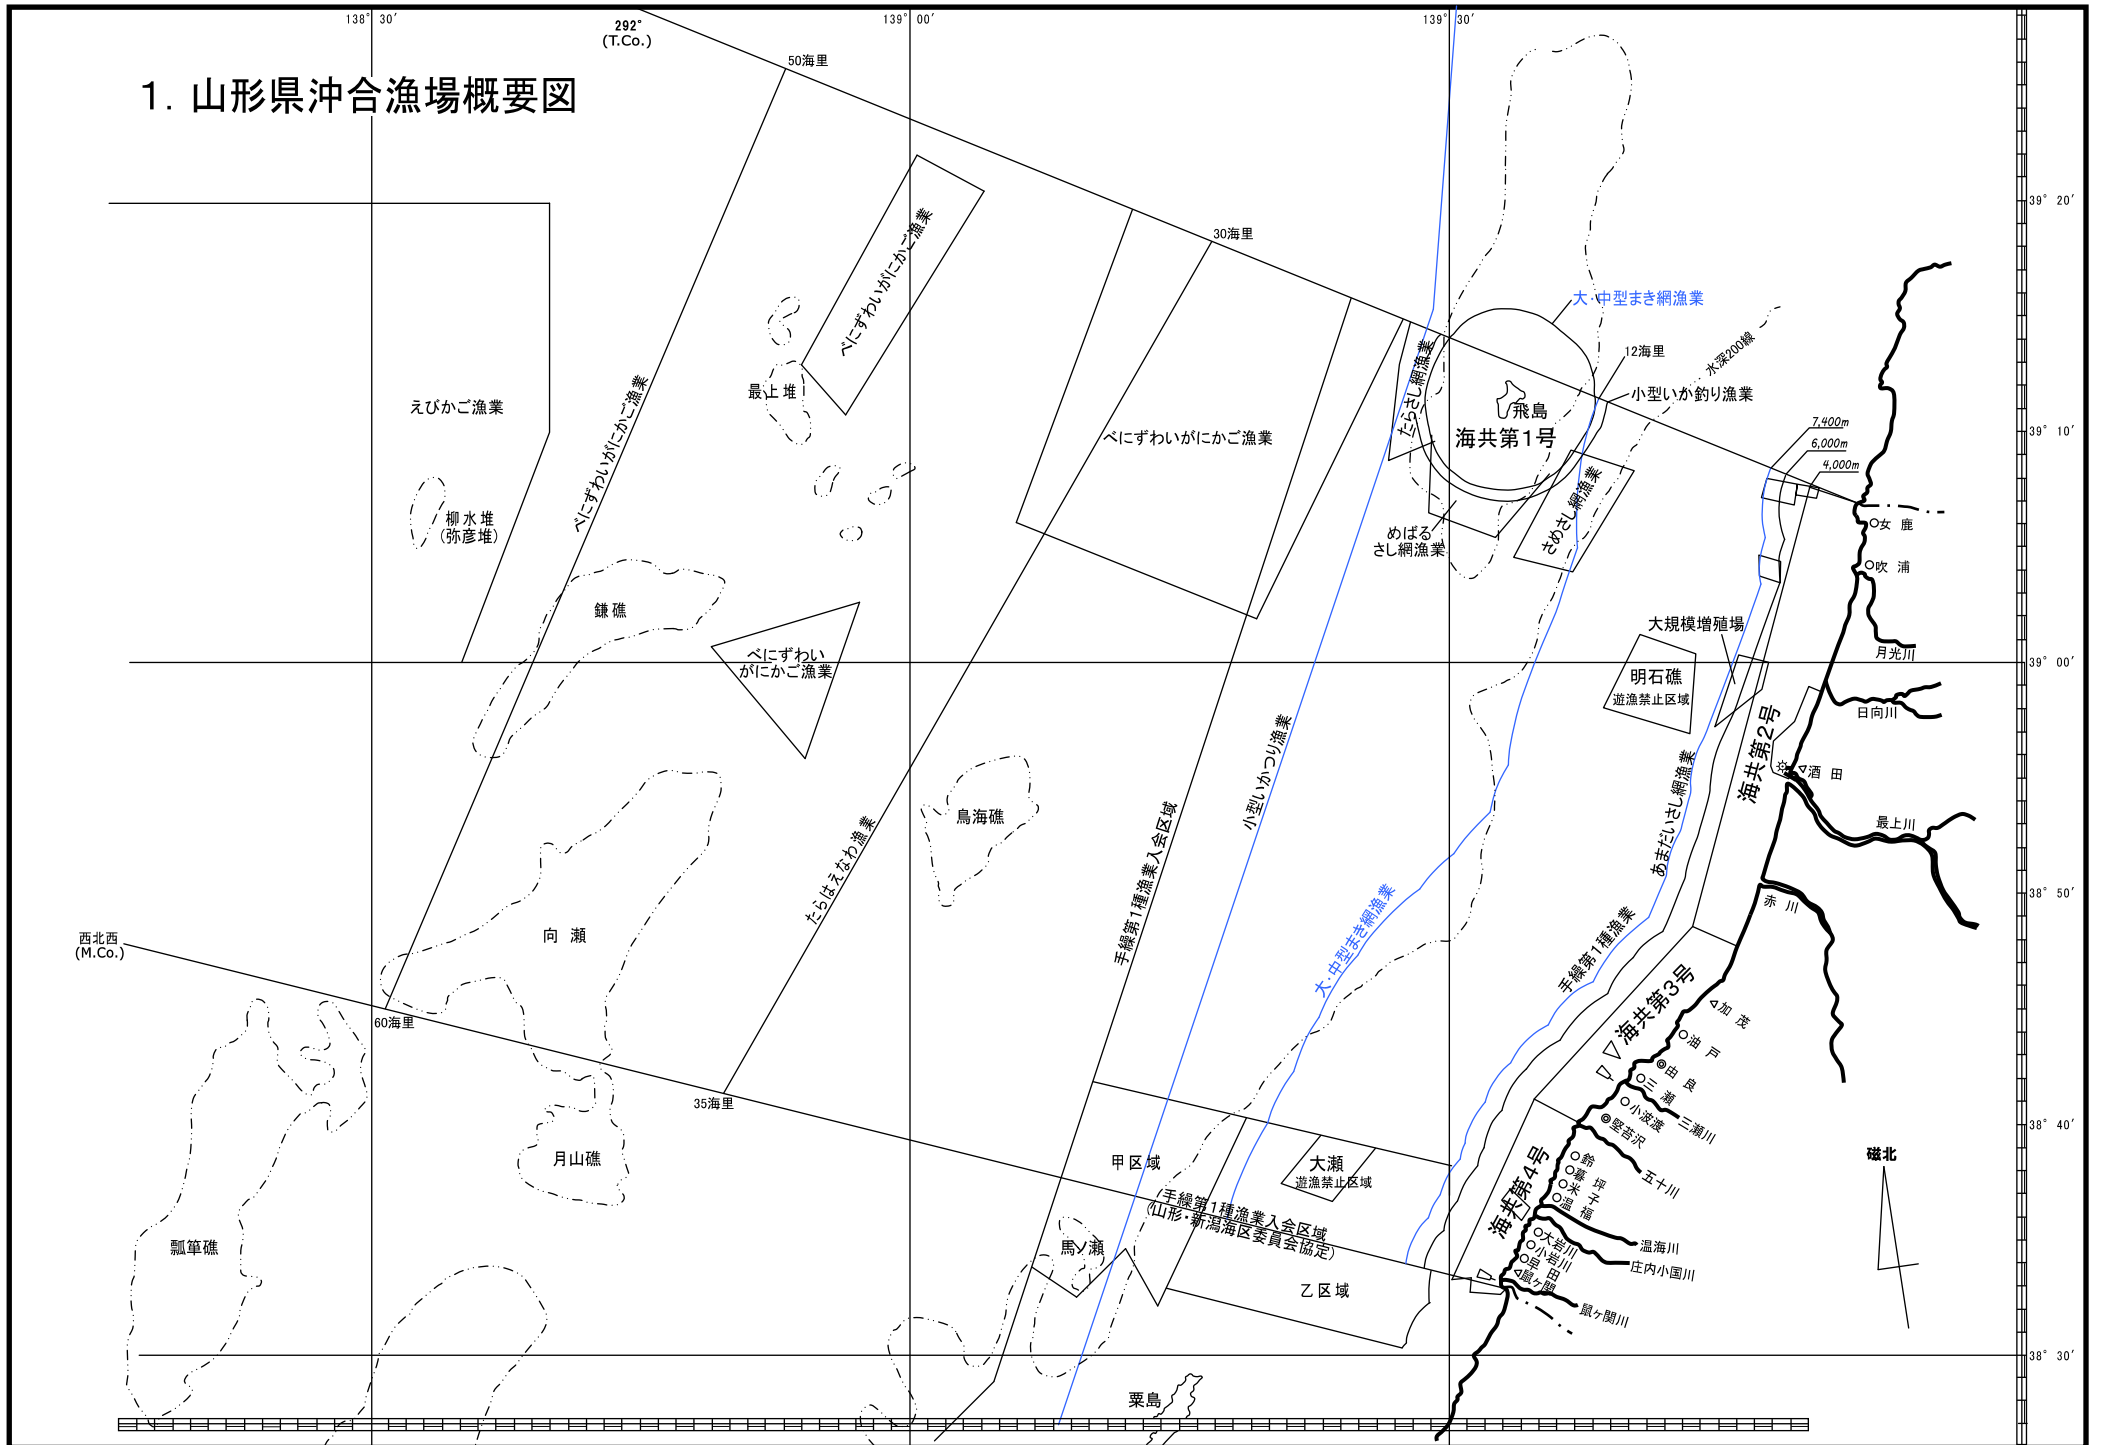 138° 30′
139° 00′
139° 30′
292°
(T.Co.)
50海里
1. 山形県沖合漁場概要図
39° 20′
30海里
べにずわいがにかご漁業
大・中型まき網漁業
水深200線
12海里
たらさし網漁業
小型いか釣り漁業
最上堆
えびかご漁業
べにずわいがにかご漁業
飛島
海共第1号
べにずわいがにかご漁業
7,400m
6,000m
4,000m
39° 10′
柳水堆
(弥彦堆)
めばる
さし網漁業
さめさし網漁業
女鹿
吹浦
鎌礁
大規模増殖場
月光川
べにずわい
がにかご漁業
39° 00′
明石礁
遊漁禁止区域
日向川
海共第2号
小型いかつり漁業
酒田
あまだいさし網漁業
鳥海礁
最上川
たらはえなわ漁業
手繰第1種漁業入会区域
38° 50′
赤川
大・中型まき網漁業
手繰第1種漁業
向瀬
西北西
(M.Co.)
海共第3号
加茂
60海里
油戸
由良
35海里
三瀬
小波渡
三瀬川
38° 40′
堅苔沢
磁北
月山礁
甲区域
大瀬
遊漁禁止区域
鈴
暮坪
米子
温福
五十川
海共第4号
手繰第1種漁業入会区域
(山形・新潟海区委員会協定)
瓢箪礁
馬ノ瀬
大岩川
小岩川
早田
鼠ヶ関
温海川
庄内小国川
乙区域
鼠ヶ関川
38° 30′
粟島